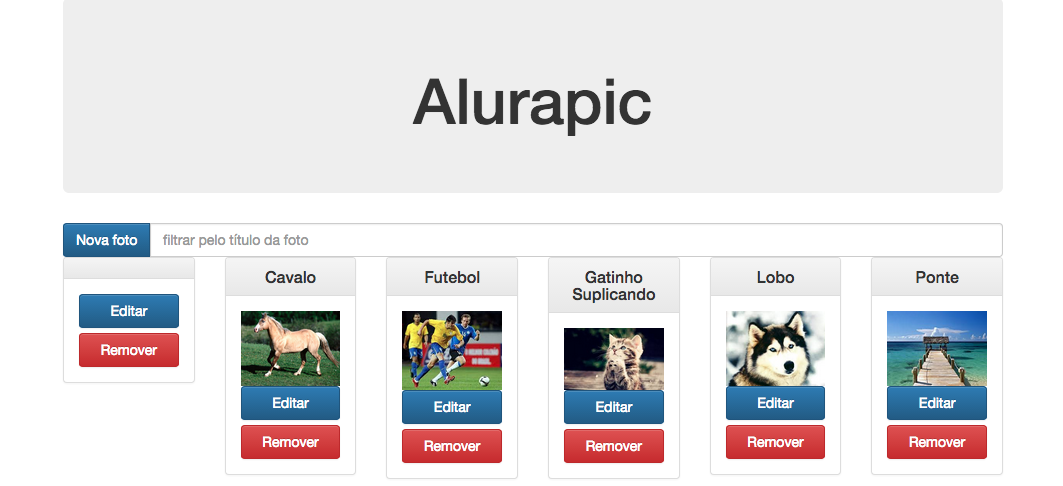 Alurapic
Nova foto
filtrar pelo título da foto
Editar
Remover
Cavalo
Editar
Remover
Futebol
Editar
Remover
Gatinho
Suplicando
Editar
Remover
Lobo
Editar
Remover
Ponte
Editar
Remover